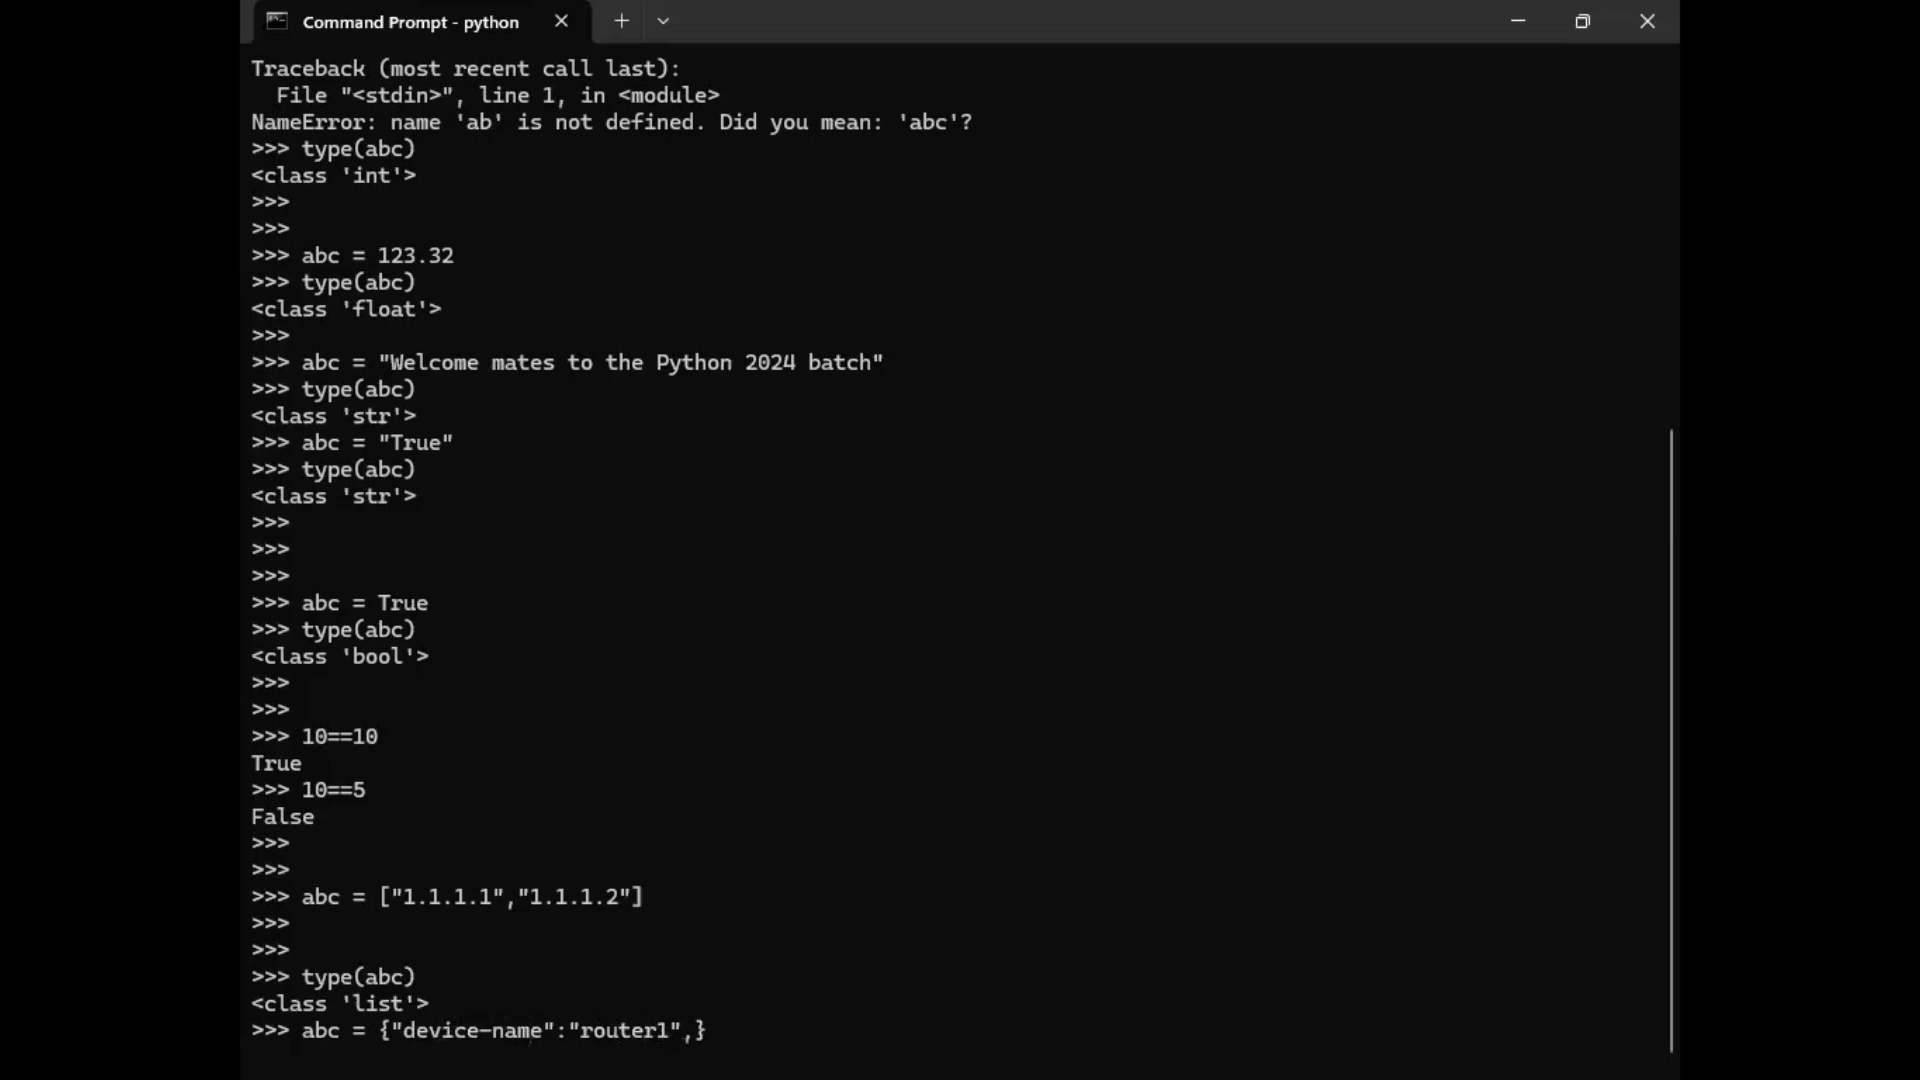 Command Prompt - python
Traceback (most recent call last):
  File "<stdin>", line 1, in <module>
NameError: name 'ab' is not defined. Did you mean: 'abc'?
>>> type(abc)
<class 'int'>
>>>
>>>
>>> abc = 123.32
>>> type(abc)
<class 'float'>
>>>
>>> abc = "Welcome mates to the Python 2024 batch"
>>> type(abc)
<class 'str'>
>>> abc = "True"
>>> type(abc)
<class 'str'>
>>>
>>>
>>>
>>> abc = True
>>> type(abc)
<class 'bool'>
>>>
>>>
>>> 10==10
True
>>> 10==5
False
>>>
>>>
>>> abc = ["1.1.1.1","1.1.1.2"]
>>>
>>>
>>> type(abc)
<class 'list'>
>>> abc = {"device-name":"router1",}